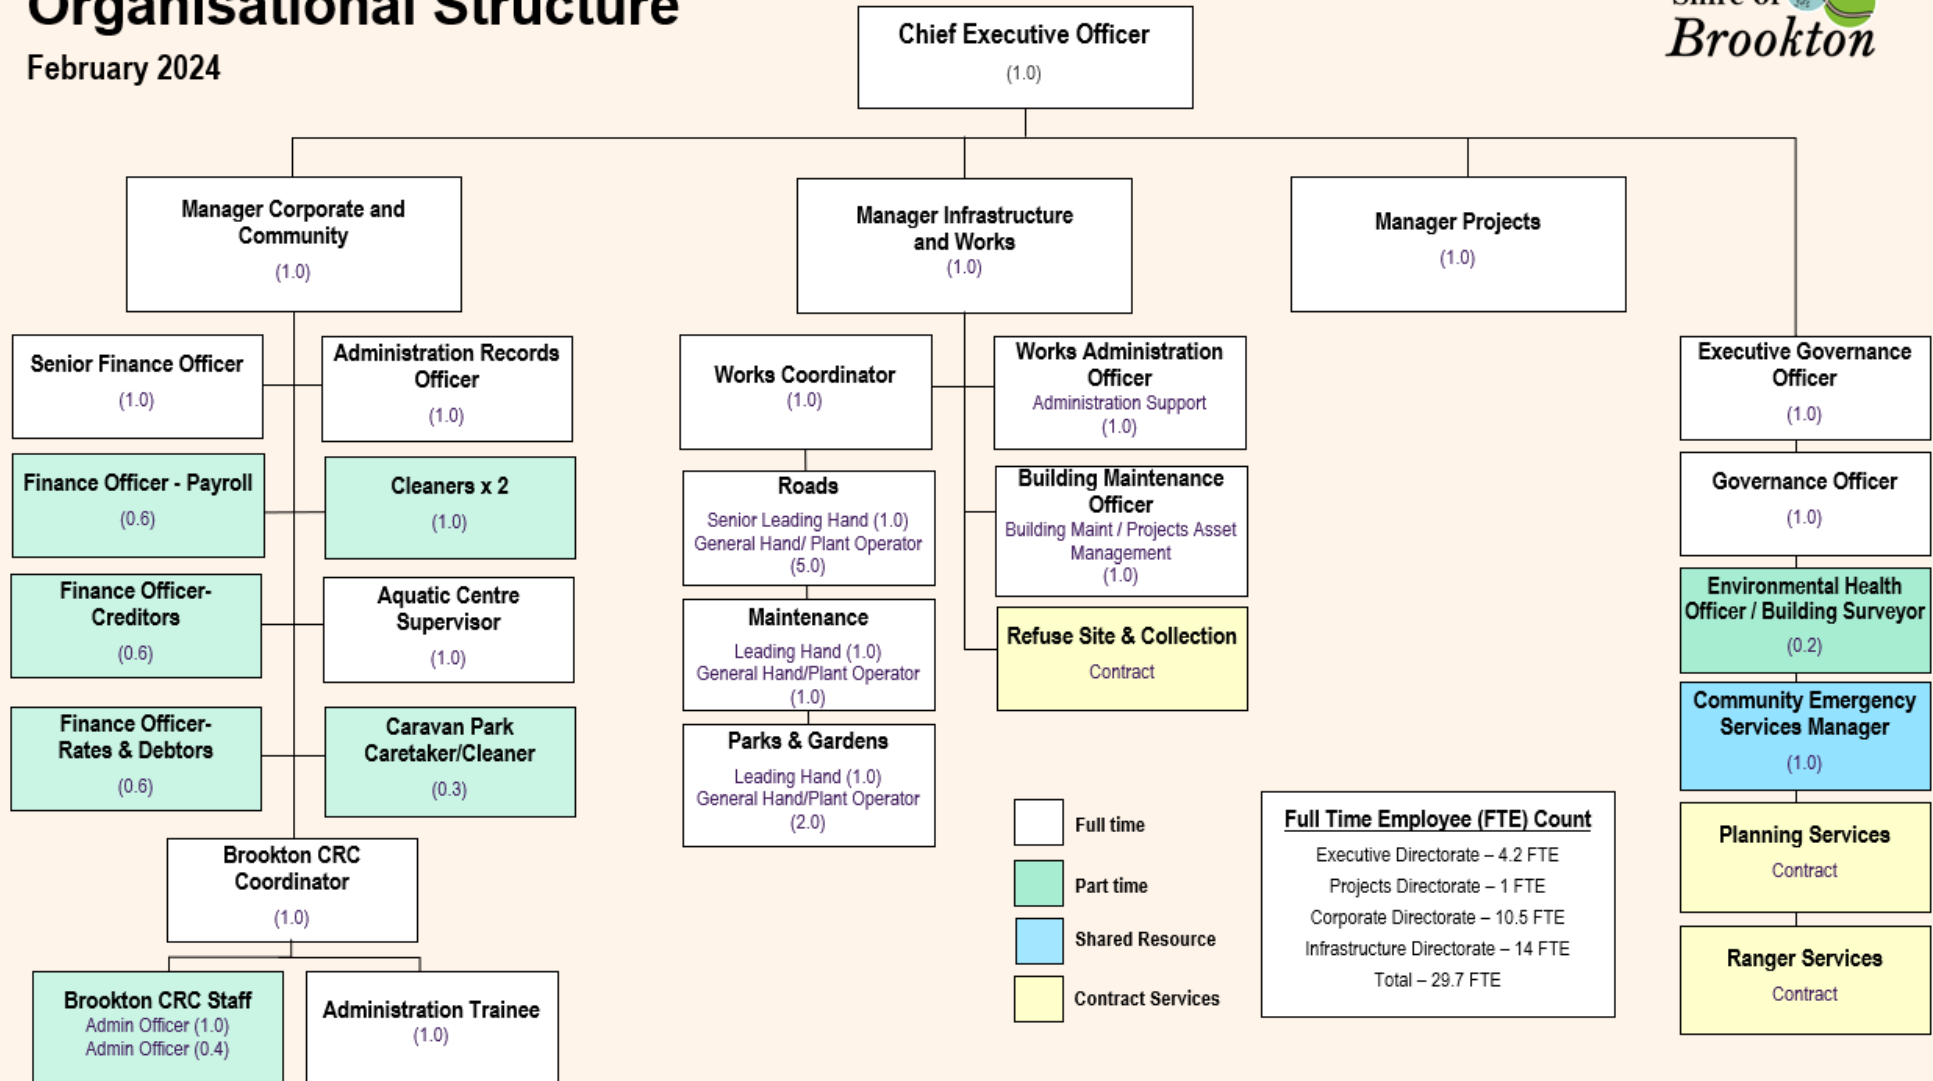 Organisational Structure
February 2024
Shire of
Brookton
Chief Executive Officer
(1.0)
Manager Corporate and
Community
(1.0)
Manager Infrastructure
and Works
(1.0)
Manager Projects
(1.0)
Senior Finance Officer
(1.0)
Administration Records
Officer
(1.0)
Finance Officer - Payroll
(0.6)
Cleaners x 2
(1.0)
Finance Officer-
Creditors
(0.6)
Aquatic Centre
Supervisor
(1.0)
Finance Officer-
Rates & Debtors
(0.6)
Caravan Park
Caretaker/Cleaner
(0.3)
Brookton CRC
Coordinator
(1.0)
Brookton CRC Staff
Admin Officer (1.0)
Admin Officer (0.4)
Administration Trainee
(1.0)
Works Coordinator
(1.0)
Roads
Senior Leading Hand (1.0)
General Hand/ Plant Operator
(5.0)
Maintenance
Leading Hand (1.0)
General Hand/Plant Operator
(1.0)
Parks & Gardens
Leading Hand (1.0)
General Hand/Plant Operator
(2.0)
Works Administration
Officer
Administration Support
(1.0)
Building Maintenance
Officer
Building Maint / Projects Asset
Management
(1.0)
Refuse Site & Collection
Contract
Executive Governance
Officer
(1.0)
Governance Officer
(1.0)
Environmental Health
Officer / Building Surveyor
(0.2)
Community Emergency
Services Manager
(1.0)
Planning Services
Contract
Ranger Services
Contract
Full time
Part time
Shared Resource
Contract Services
Full Time Employee (FTE) Count
Executive Directorate – 4.2 FTE
Projects Directorate – 1 FTE
Corporate Directorate – 10.5 FTE
Infrastructure Directorate – 14 FTE
Total – 29.7 FTE